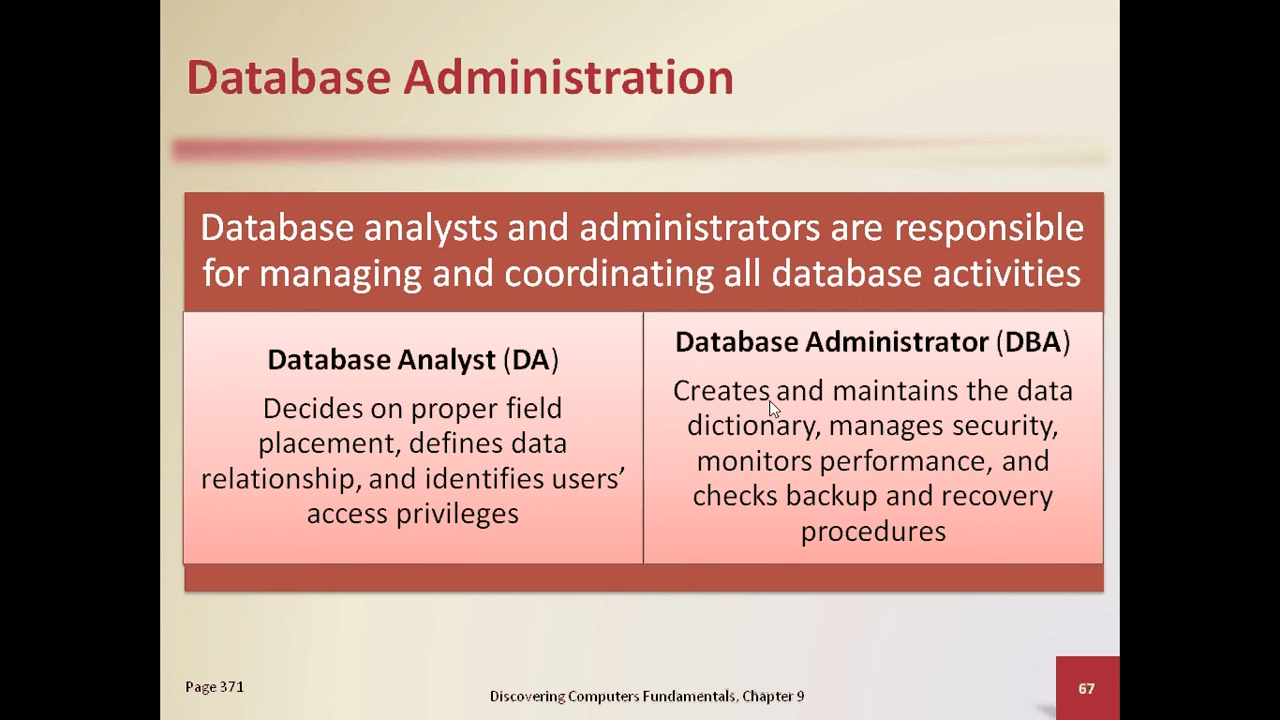 Database Administration
Database analysts and administrators are responsible
for managing and coordinating all database activities
Database Analyst (DA)
Decides on proper field
placement, defines data
relationship, and identifies users’
access privileges
Database Administrator (DBA)
Creates and maintains the data
dictionary, manages security,
monitors performance, and
checks backup and recovery
procedures
Page 371
Discovering Computers Fundamentals, Chapter 9
67